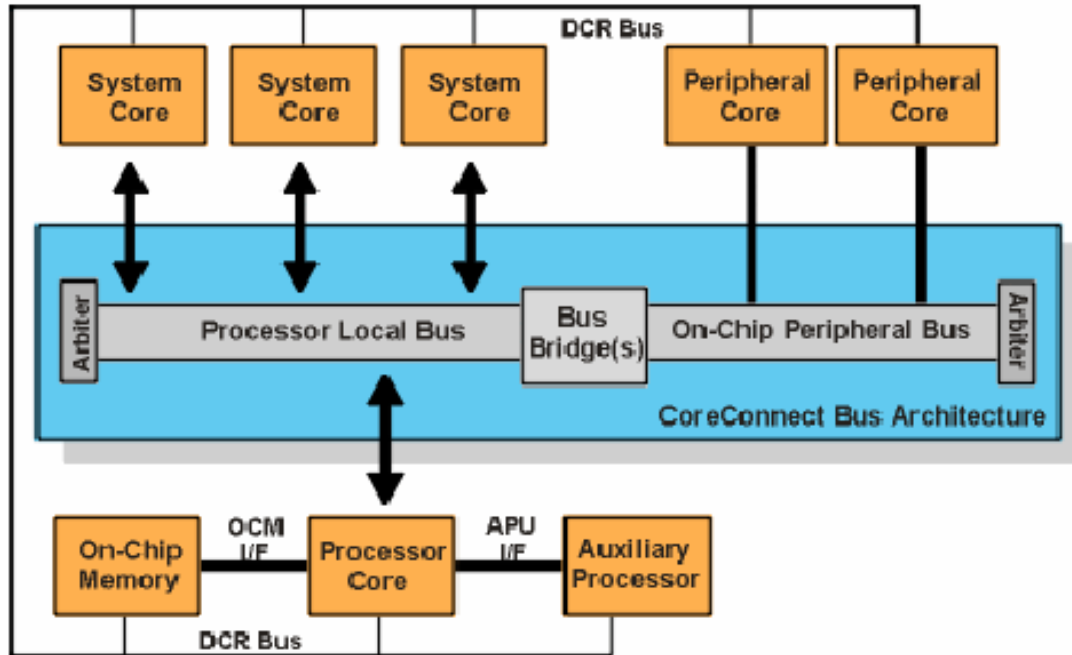 DCR Bus
System
Core
System
Core
System
Core
Peripheral
Core
Peripheral
Core
Arbiter
Processor Local Bus
Bus
Bridge(s)
On-Chip Peripheral Bus
Arbiter
CoreConnect Bus Architecture
On-Chip
Memory
OCM
I/F
Processor
Core
APU
I/F
Auxiliary
Processor
DCR Bus